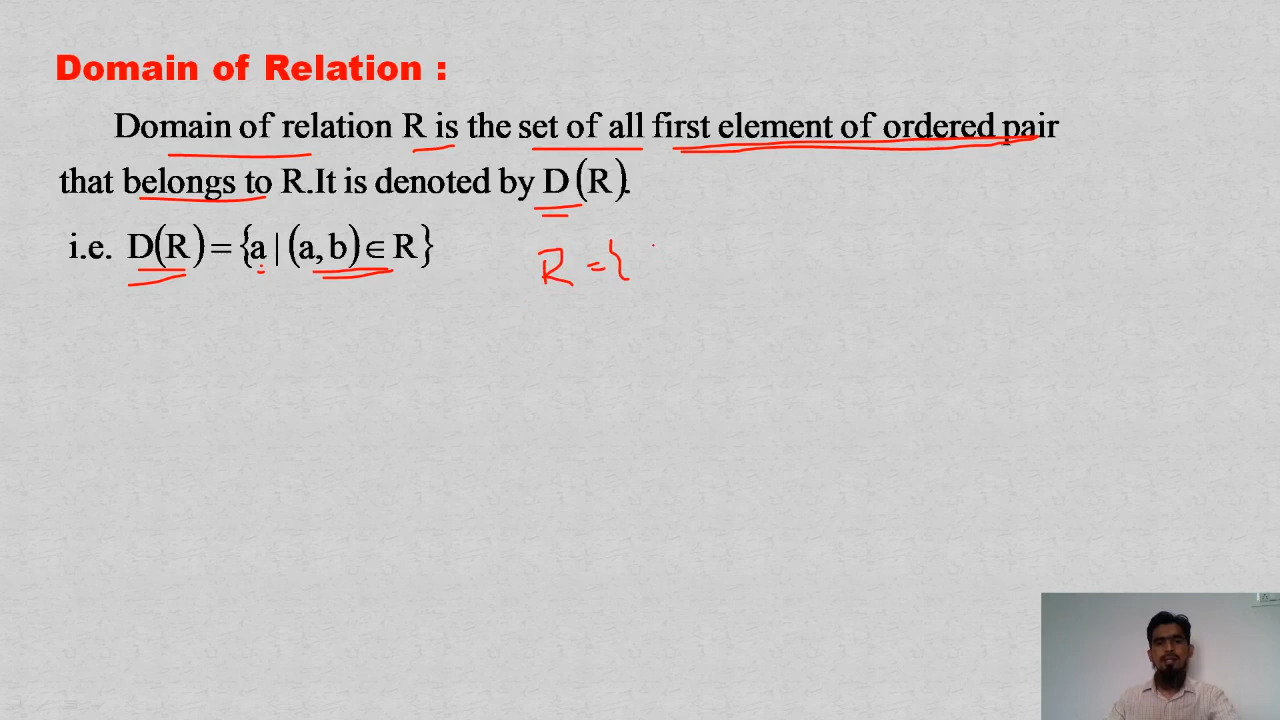 Domain of Relation :
Domain of relation R is the set of all first element of ordered pair
that belongs to R.It is denoted by D(R).
i.e. D(R) = {a | (a, b) ∈ R}
R = {